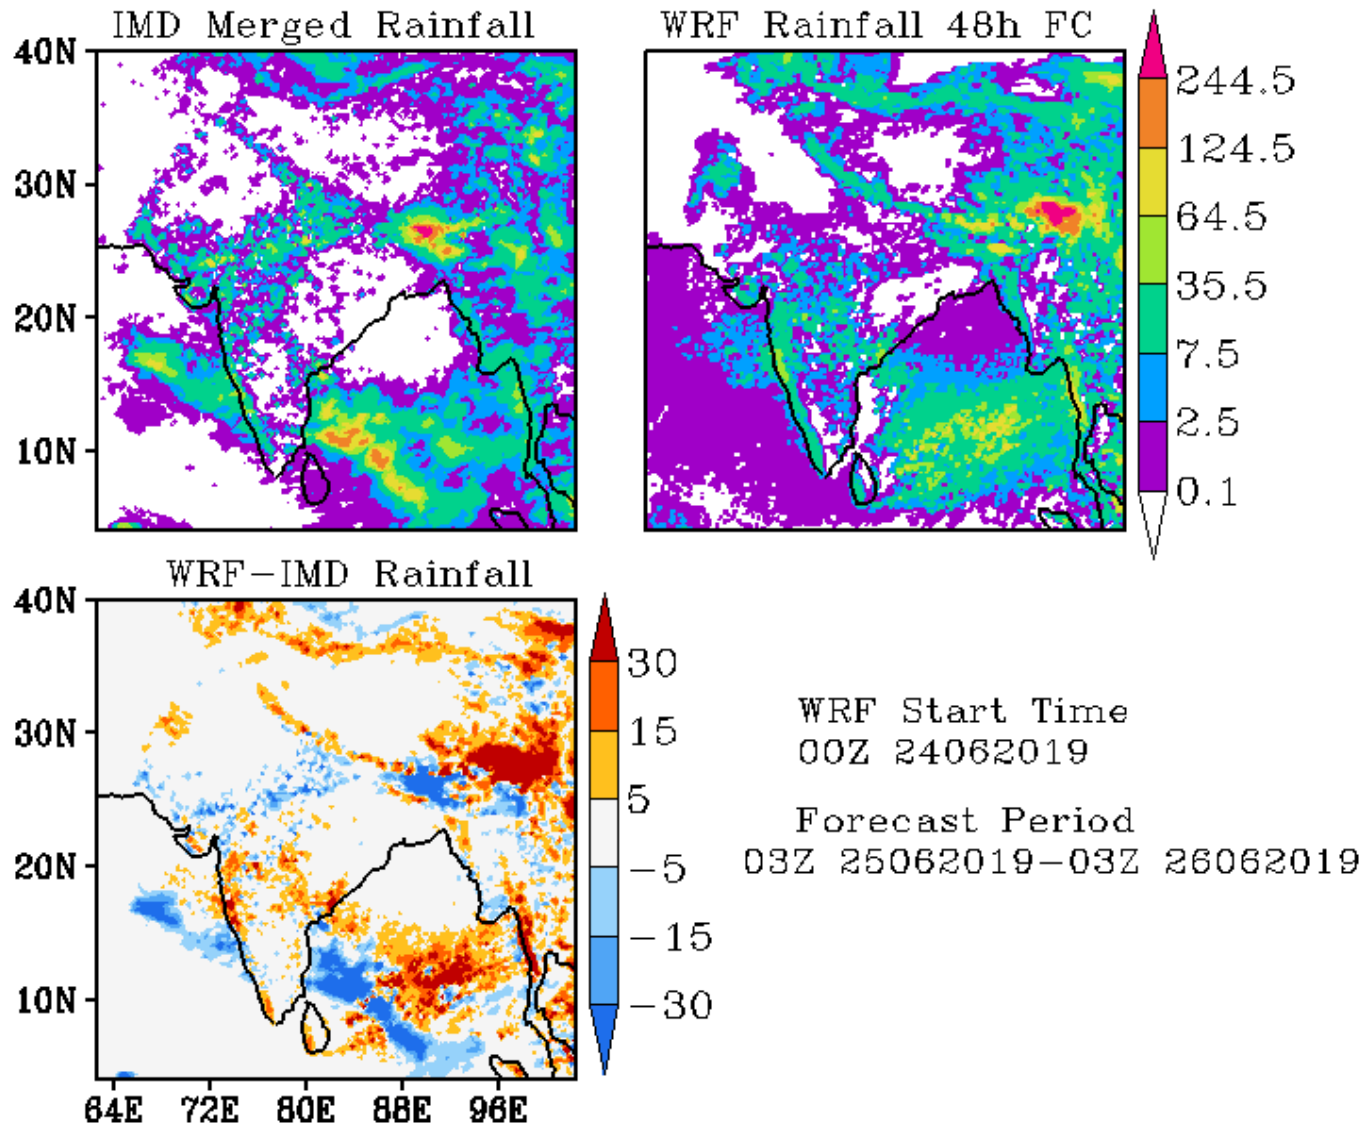 IMD Merged Rainfall
WRF Rainfall 48h FC
40N
30N
20N
10N
244.5
124.5
64.5
35.5
7.5
2.5
0.1
WRF-IMD Rainfall
40N
30N
20N
10N
64E 72E 80E 88E 96E
30
15
5
-5
-15
-30
WRF Start Time
00Z 24062019
Forecast Period
03Z 25062019-03Z 26062019